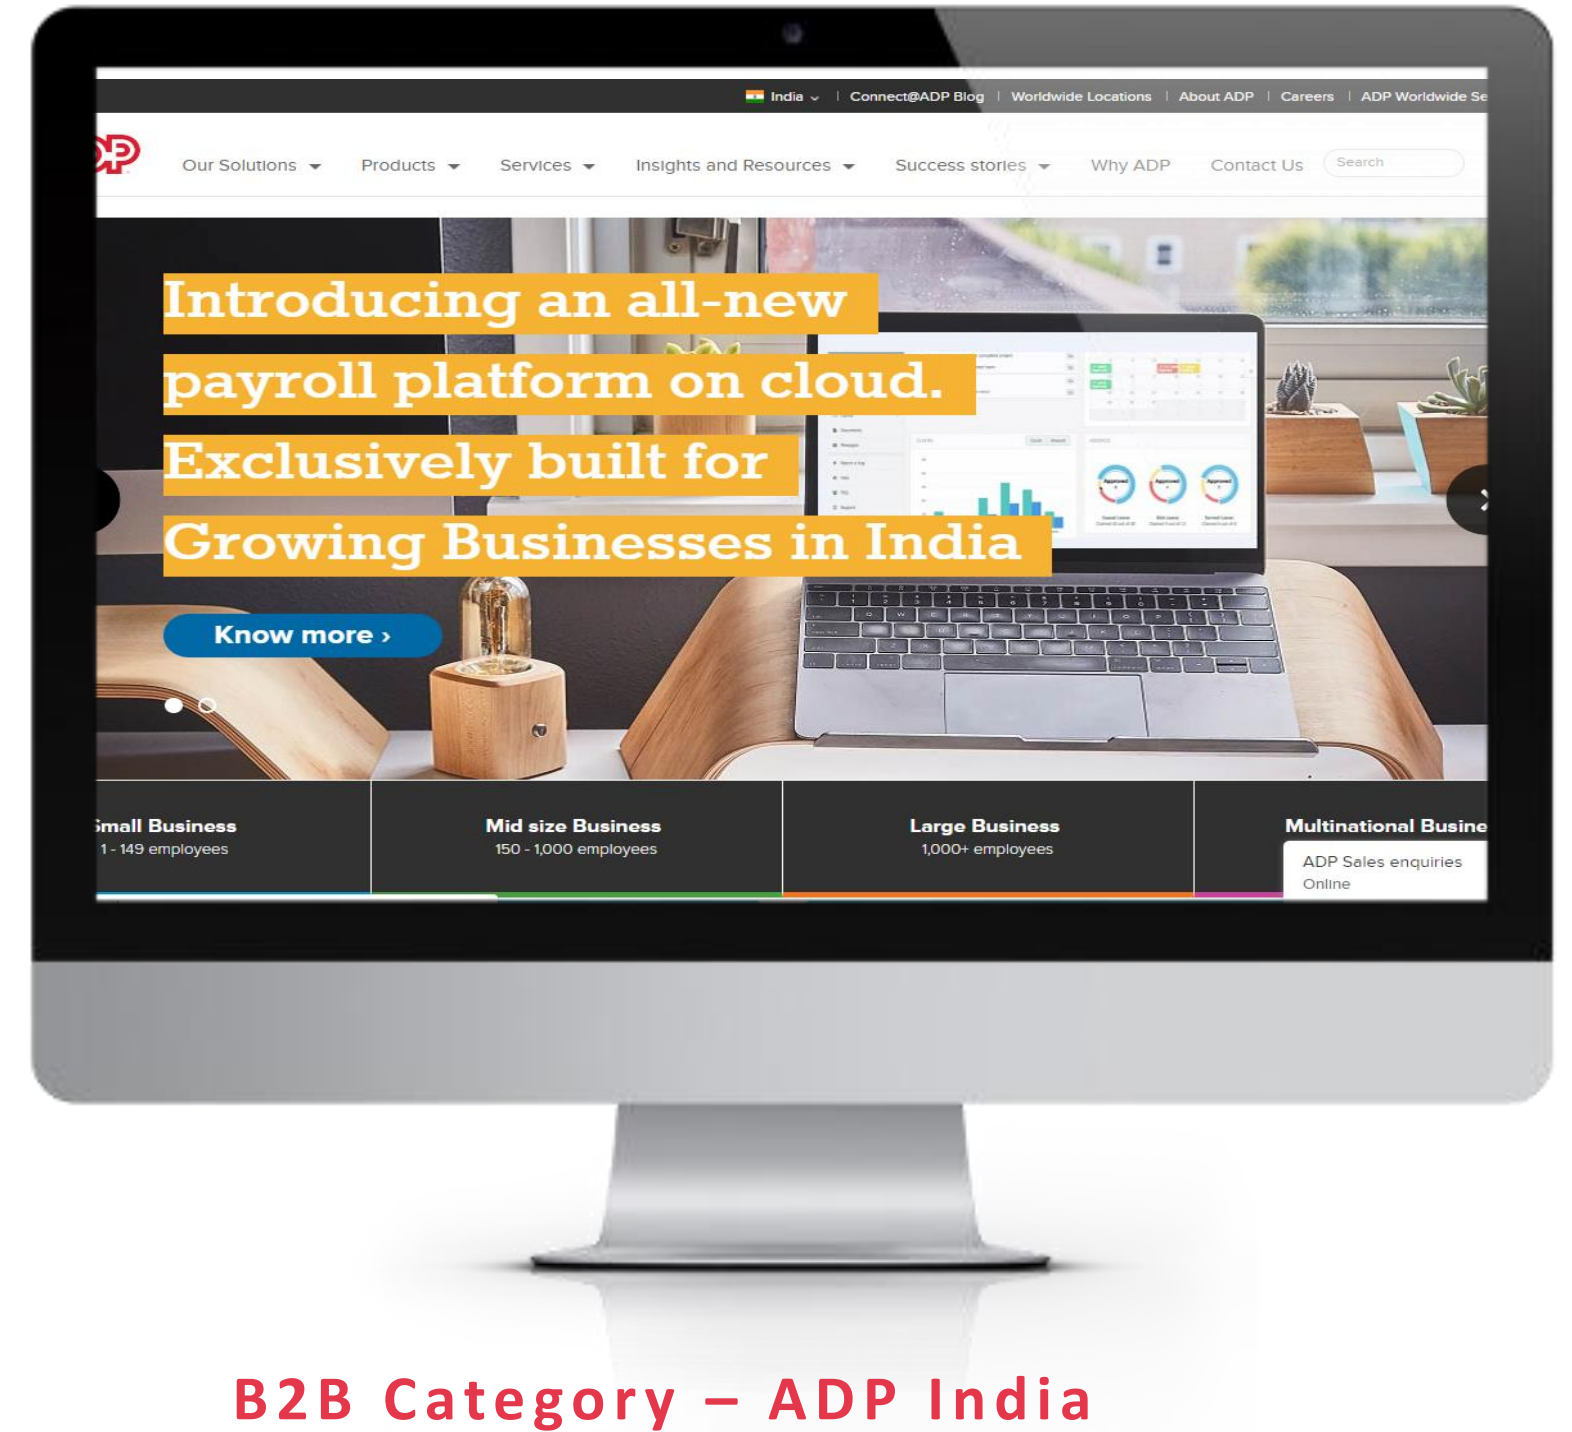 India
Connect@ADP Blog
Worldwide Locations
About ADP
Careers
ADP Worldwide Se
DP
Our Solutions
Products
Services
Insights and Resources
Success stories
Why ADP
Contact Us
Search
Introducing an all-new
payroll platform on cloud.
Exclusively built for
Growing Businesses in India
Know more ›
Small Business
1 - 149 employees
Mid size Business
150 - 1,000 employees
Large Business
1,000+ employees
Multinational Busine
ADP Sales enquiries
Online
B2B Category – ADP India